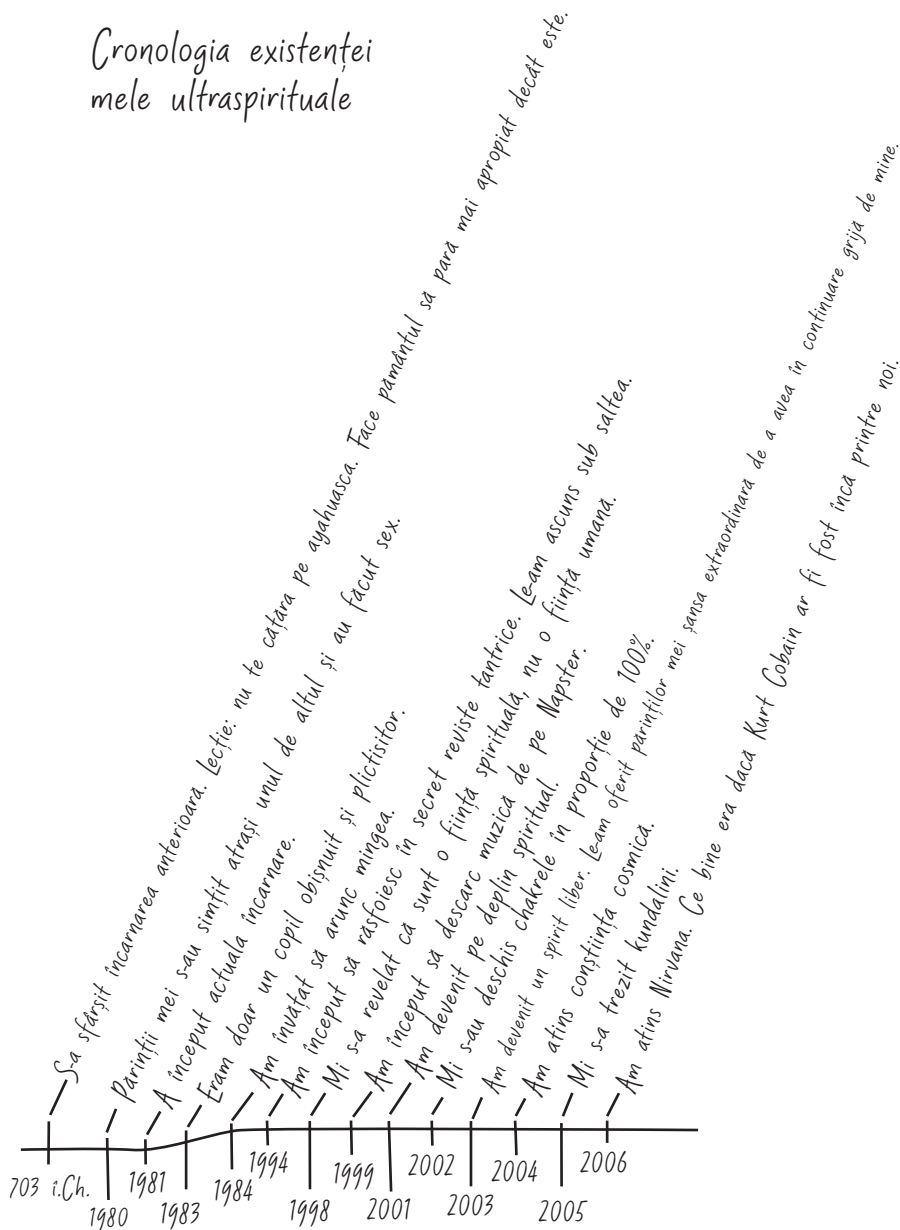 Cronologia existenței
mele ultraspirituale
S-a sfârșit încarnarea anterioară. Lecție: nu te cățăra pe ayahuasca. Face pământul să pară mai apropiat decât este.
Părinții mei s-au simțit atrași unul de altul și au făcut sex.
A început actuala încarnare.
Eram doar un copil obișnuit și plictisitor.
Am învățat să arunc mingea.
Am început să răsfoiesc în secret reviste tantrice. Le-am ascuns sub saltea.
Mi s-a revelat că sunt o ființă spirituală, nu o ființă umană.
Am început să descarc muzică de pe Napster.
Am devenit pe deplin spiritual.
Mi s-au deschis chakrele în proporție de 100%.
Am devenit un spirit liber. Le-am oferit părinților mei șansa extraordinară de a avea în continuare grijă de mine.
Am atins conștiința cosmică.
Mi s-a trezit kundalini.
Am atins Nirvana. Ce bine era dacă Kurt Cobain ar fi fost încă printre noi.
703 î.Ch.
1980
1981
1983
1984
1994
1998
1999
2001
2002
2003
2004
2005
2006